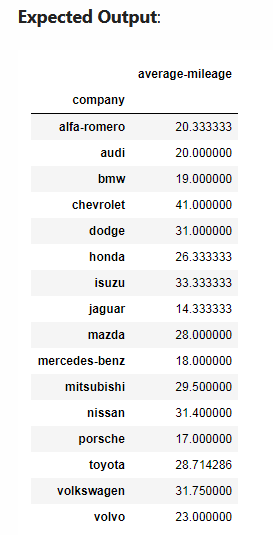 Expected Output:
average-mileage
company
alfa-romero 20.333333
audi 20.000000
bmw 19.000000
chevrolet 41.000000
dodge 31.000000
honda 26.333333
isuzu 33.333333
jaguar 14.333333
mazda 28.000000
mercedes-benz 18.000000
mitsubishi 29.500000
nissan 31.400000
porsche 17.000000
toyota 28.714286
volkswagen 31.750000
volvo 23.000000